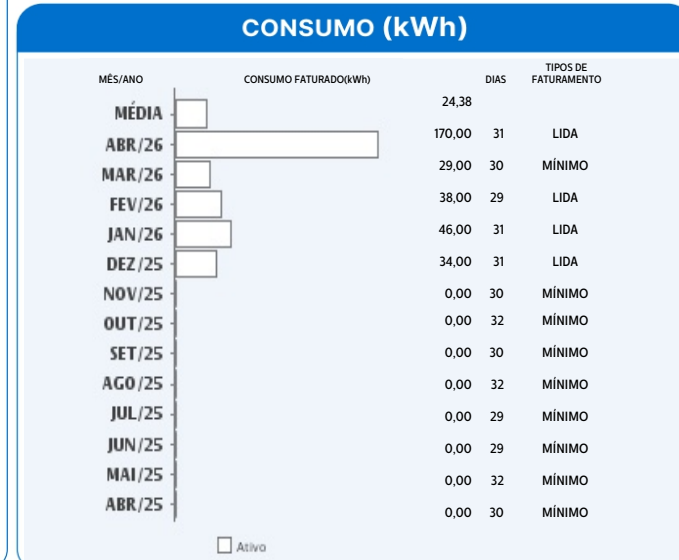 CONSUMO (kWh)
MÊS/ANO CONSUMO FATURADO(kWh) DIAS TIPOS DE FATURAMENTO
MÉDIA 24,38
ABR/26 170,00 31 LIDA
MAR/26 29,00 30 MÍNIMO
FEV/26 38,00 29 LIDA
JAN/26 46,00 31 LIDA
DEZ/25 34,00 31 LIDA
NOV/25 0,00 30 MÍNIMO
OUT/25 0,00 32 MÍNIMO
SET/25 0,00 30 MÍNIMO
AGO/25 0,00 32 MÍNIMO
JUL/25 0,00 29 MÍNIMO
JUN/25 0,00 29 MÍNIMO
MAI/25 0,00 32 MÍNIMO
ABR/25 0,00 30 MÍNIMO
Ativo